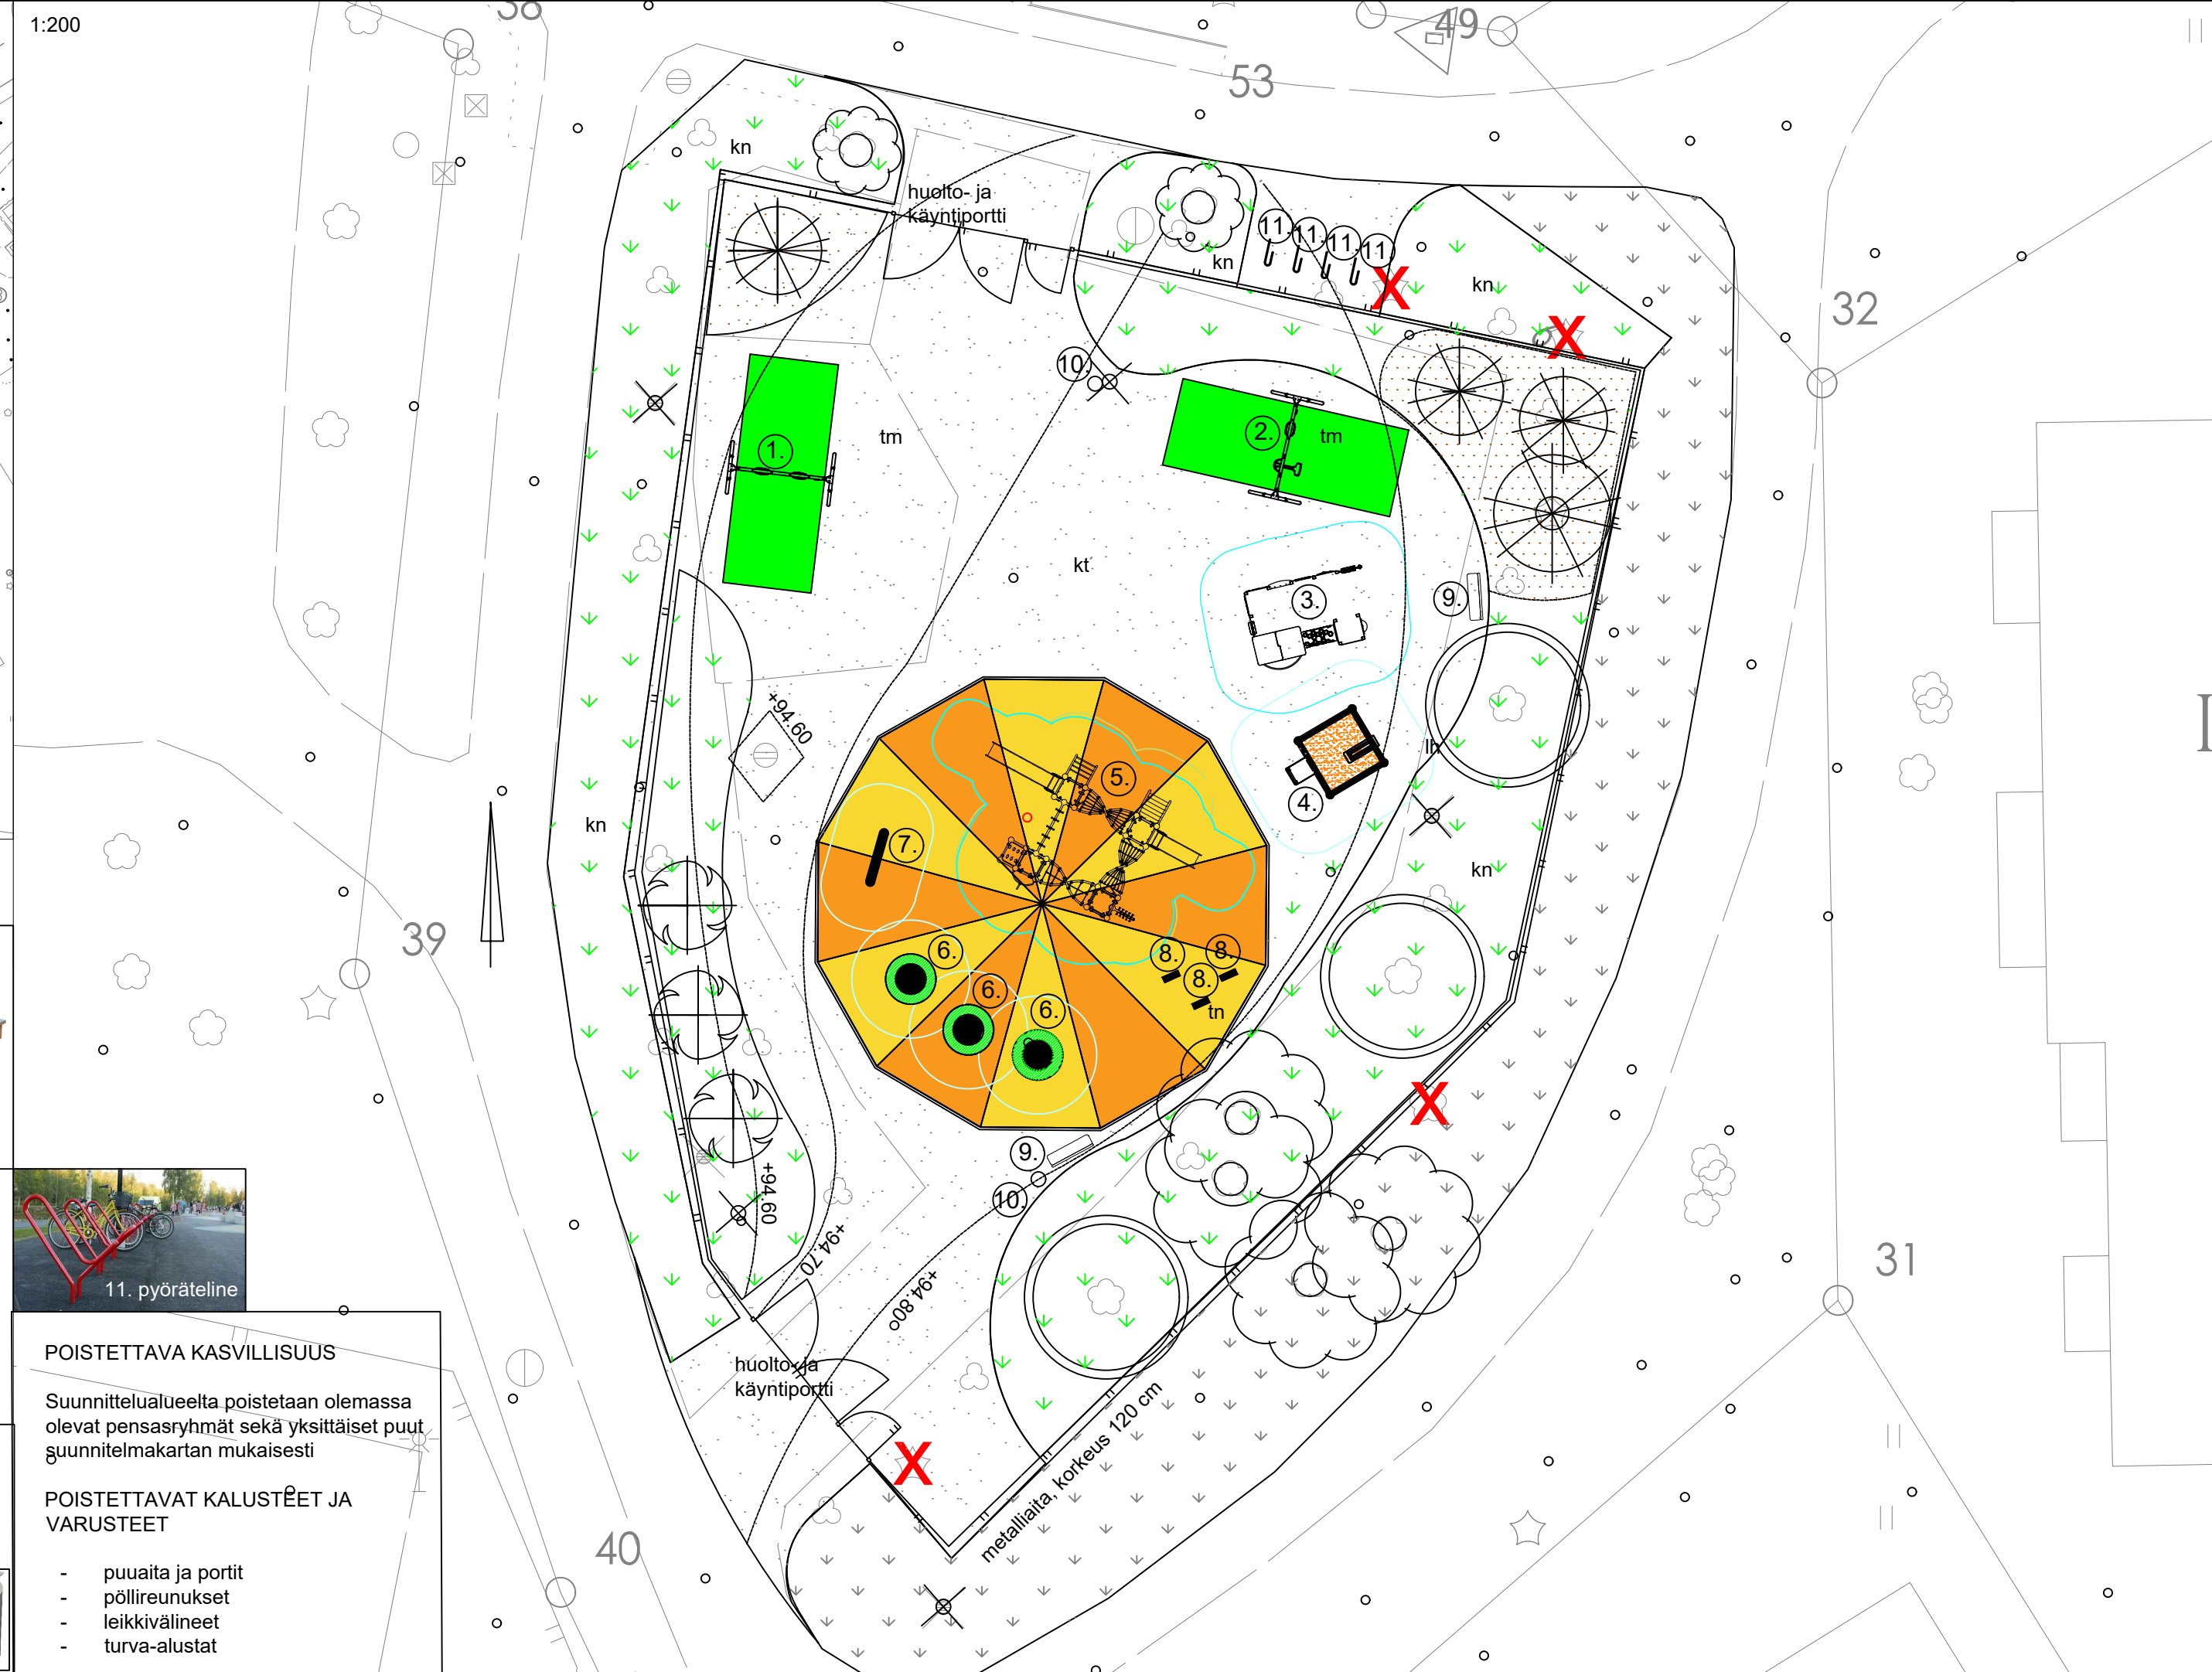 1:200
38
49
53
kn
huolto- ja
käyntiportti
11.
11.
11.
11
kn
kn
32
10.
1.
tm
2.
tm
kt
3.
9.
+94.60
lh
5.
4.
kn
7.
kn
39
6.
8.
8.
6.
8.
6.
tn
9.
10.
+94.60
+94.70
+94.80
31
11. pyöräteline
huolto- ja
käyntiportti
metalliaita, korkeus 120 cm
40
POISTETTAVA KASVILLISUUS
Suunnittelualueelta poistetaan olemassa
olevat pensasryhmät sekä yksittäiset puut
suunnitelmakartan mukaisesti
POISTETTAVAT KALUSTEET JA
VARUSTEET
- puuaita ja portit
- pöllireunukset
- leikkivälineet
- turva-alustat